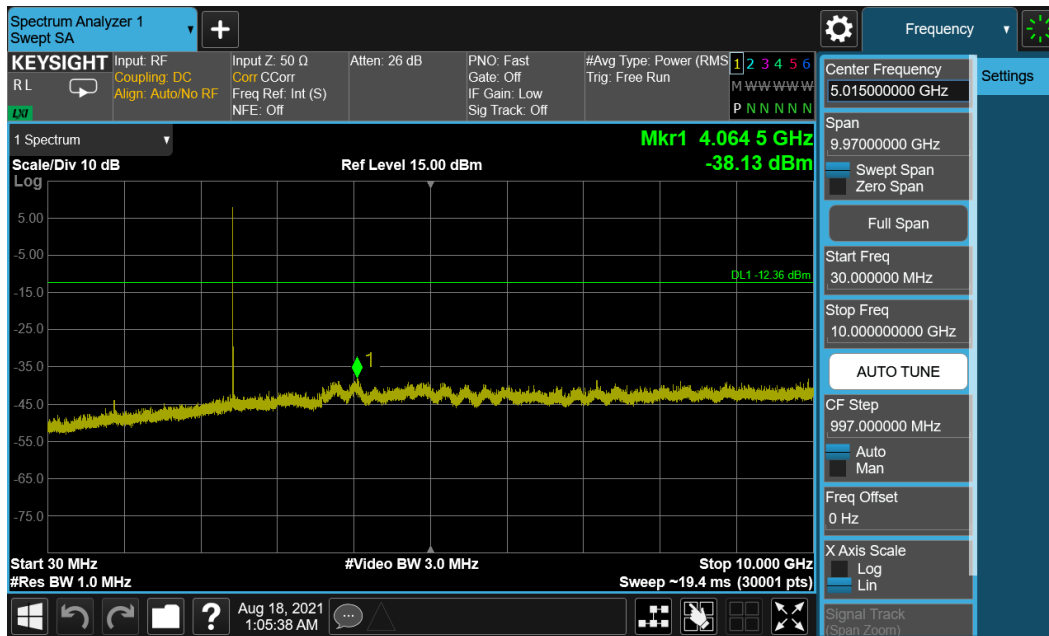 Spectrum Analyzer 1
Swept SA
Frequency
KEYSIGHT
R L
LXI
Input: RF
Coupling: DC
Align: Auto/No RF
Input Z: 50 Ω
Corr CCorr
Freq Ref: Int (S)
NFE: Off
Atten: 26 dB
PNO: Fast
Gate: Off
IF Gain: Low
Sig Track: Off
#Avg Type: Power (RMS
Trig: Free Run
1 2 3 4 5 6
M W W W W W
P N N N N N
1 Spectrum
Scale/Div 10 dB
Log
Ref Level 15.00 dBm
Mkr1 4.064 5 GHz
-38.13 dBm
5.00
-5.00
-15.0
-25.0
-35.0
-45.0
-55.0
-65.0
-75.0
DL1 -12.36 dBm
1
Start 30 MHz
#Res BW 1.0 MHz
#Video BW 3.0 MHz
Stop 10.000 GHz
Sweep ~19.4 ms (30001 pts)
Center Frequency
5.015000000 GHz
Span
9.97000000 GHz
Swept Span
Zero Span
Full Span
Start Freq
30.000000 MHz
Stop Freq
10.000000000 GHz
AUTO TUNE
CF Step
997.000000 MHz
Auto
Man
Freq Offset
0 Hz
X Axis Scale
Log
Lin
Signal Track
(Span Zoom)
Settings
?
Aug 18, 2021
1:05:38 AM